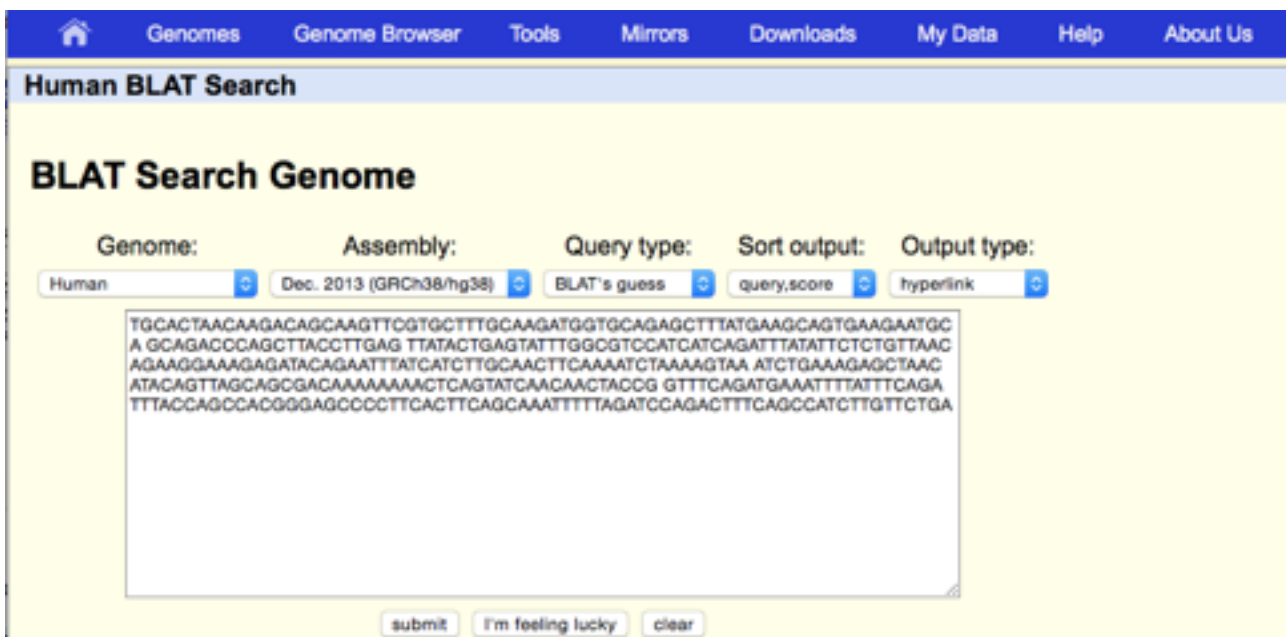 Genomes Genome Browser Tools Mirrors Downloads My Data Help About Us
Human BLAT Search
BLAT Search Genome
Genome: Assembly: Query type: Sort output: Output type:
Human Dec. 2013 (GRCh38/hg38) BLAT's guess query,score hyperlink
TGCACTAACAAGACAGCAAGTTCGTGCTTTGCAAGATGGTGCAGAGCTTTATGAAGCAGTGAAGAATGC
A GCAGACCCAGCTTACCTTGAG TTATACTGAGTATTTGGCGTCCATCATCAGATTTATATTCTCTGTTAAC
AGAAGGAAAGAGATACAGAATTTATCATCTTGCAACTTCAAAATCTAAAAGTAA ATCTGAAAGAGCTAAC
ATACAGTTAGCAGCGACAAAAAAACTCAGTATCAACAACTACCG GTTTCAGATGAAATTTTATTTCAGA
TTTACCAGCCACGGGAGCCCCTTCACTTCAGCAAATTTTTAGATCCAGACTTTCAGCCATCTTGTTCTGA
submit I'm feeling lucky clear